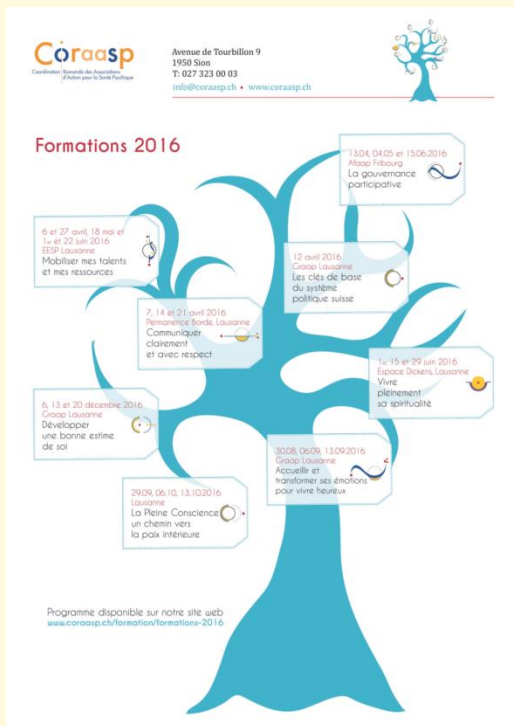 Coraasp
Coordination Romande des Associations
d'Action pour la Santé Psychique
Avenue de Tourbillon 9
1950 Sion
T: 027 323 00 03
info@coraasp.ch • www.coraasp.ch
Formations 2016
13.04, 04.05 et 15.06.2016
Afaap Fribourg
La gouvernance
participative
6 et 27 avril, 18 mai et
1er et 22 juin 2016
EESP Lausanne
Mobiliser mes talents
et mes ressources
12 avril 2016
Graap Lausanne
Les clés de base
du système
politique suisse
7, 14 et 21 avril 2016
Permanence Borde, Lausanne
Communiquer
clairement
et avec respect
1er, 15 et 29 juin 2016
Espace Dickens, Lausanne
Vivre
pleinement
sa spiritualité
6, 13 et 20 décembre 2016
Graap Lausanne
Développer
une bonne estime
de soi
30.08, 06.09, 13.09.2016
Graap Lausanne
Accueillir et
transformer ses émotions
pour vivre heureux
29.09, 06.10, 13.10.2016
Lausanne
La Pleine Conscience
un chemin vers
la paix intérieure
Programme disponible sur notre site web
www.coraasp.ch/formation/formations-2016